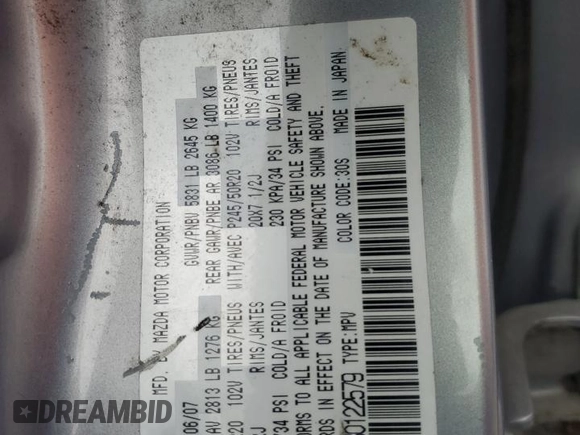 MFD. BY MAZDA MOTOR CORPORATION
06/07 GVWR/PNBV 5831 LB 2645 KG
AV 2813 LB 1276 KG REAR GAWR/PNBE AR 3086 LB 1400 KG
20 102V TIRES/PNEUS WITH/AVEC P245/50R20 102V TIRES/PNEUS
RIMS/JANTES 20X7 1/2J RIMS/JANTES
34 PSI COLD/A FROID 230 KPA/34 PSI COLD/A FROID
TO ALL APPLICABLE FEDERAL MOTOR VEHICLE SAFETY AND THEFT
IN EFFECT ON THE DATE OF MANUFACTURE SHOWN ABOVE.
0122579 TYPE:MPV COLOR CODE:30S MADE IN JAPAN
AUTOBIDMASTER